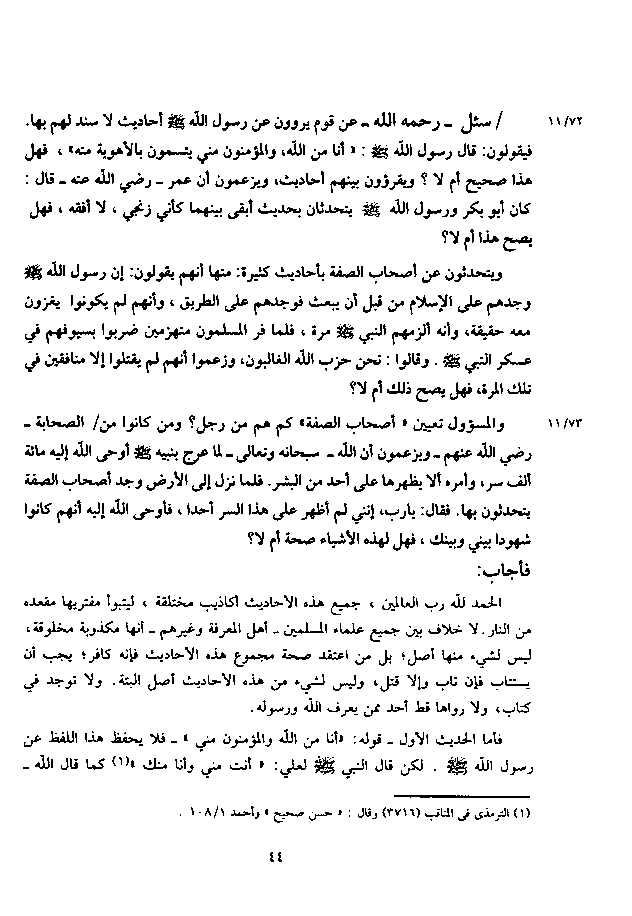 ١١/٧٢ / سئل ـ رحمه الله ـ عن قوم يروون عن رسول الله ﷺ أحاديث لا سند لهم بها.
فيقولون: قال رسول الله ﷺ : « أنا من الله، والمؤمنون مني يتسمون بالأهوية منه» ، فهل
هذا صحيح أم لا ؟ ويقرؤون بينهم أحاديث، ويزعمون أن عمر ـ رضي الله عنه ـ قال :
كان أبو بكر ورسول الله ﷺ يتحدثان بحديث أبقى بينهما كأني زنجي ، لا أفقه ، فهل
يصح هذا أم لا؟
ويتحدثون عن أصحاب الصفة بأحاديث كثيرة: منها أنهم يقولون: إن رسول الله ﷺ
وجدهم على الإسلام من قبل أن يبعث فوجدهم على الطريق ، وأنهم لم يكونوا يغزون
معه حقيقة، وأنه ألزمهم النبي ﷺ مرة ، فلما فر المسلمون منهزمين ضربوا بسيوفهم في
عسكر النبي ﷺ . وقالوا : نحن حزب الله الغالبون، وزعموا أنهم لم يقتلوا إلا منافقين في
تلك المرة، فهل يصح ذلك أم لا؟
١١/٧٣ والمسؤول تعيين « أصحاب الصفة» كم هم من رجل؟ ومن كانوا من/ الصحابة ـ
رضي الله عنهم ـ ويزعمون أن الله ـ سبحانه وتعالى ـ لما عرج بنبيه ﷺ أوحى الله إليه مائة
ألف سر، وأمره ألا يظهرها على أحد من البشر. فلما نزل إلى الأرض وجد أصحاب الصفة
يتحدثون بها. فقال: يارب، إنني لم أظهر على هذا السر أحدا ، فأوحى الله إليه أنهم كانوا
شهودا بيني وبينك ، فهل لهذه الأشياء صحة أم لا؟
فأجاب:
الحمد لله رب العالمين ، جميع هذه الأحاديث أكاذيب مختلقة ، ليتبوأ مفتريها مقعده
من النار. لا خلاف بين جميع علماء المسلمين ـ أهل المعرفة وغيرهم ـ أنها مكذوبة مخلوقة،
ليس لشيء منها أصل؛ بل من اعتقد صحة مجموع هذه الأحاديث فإنه كافر؛ يجب أن
يستتاب فإن تاب وإلا قتل، وليس لشيء من هذه الأحاديث أصل البتة. ولا توجد في
كتاب، ولا رواها قط أحد ممن يعرف الله ورسوله.
فأما الحديث الأول ـ قوله: «أنا من الله والمؤمنون مني » ـ فلا يحفظ هذا اللفظ عن
رسول الله ﷺ . لكن قال النبي ﷺ لعلي: « أنت مني وأنا منك »(١) كما قال الله ـ
(١) الترمذى فى المناقب (٣٧١٦) وقال : « حسن صحيح » وأحمد ١٠٨/١ .
٤٤